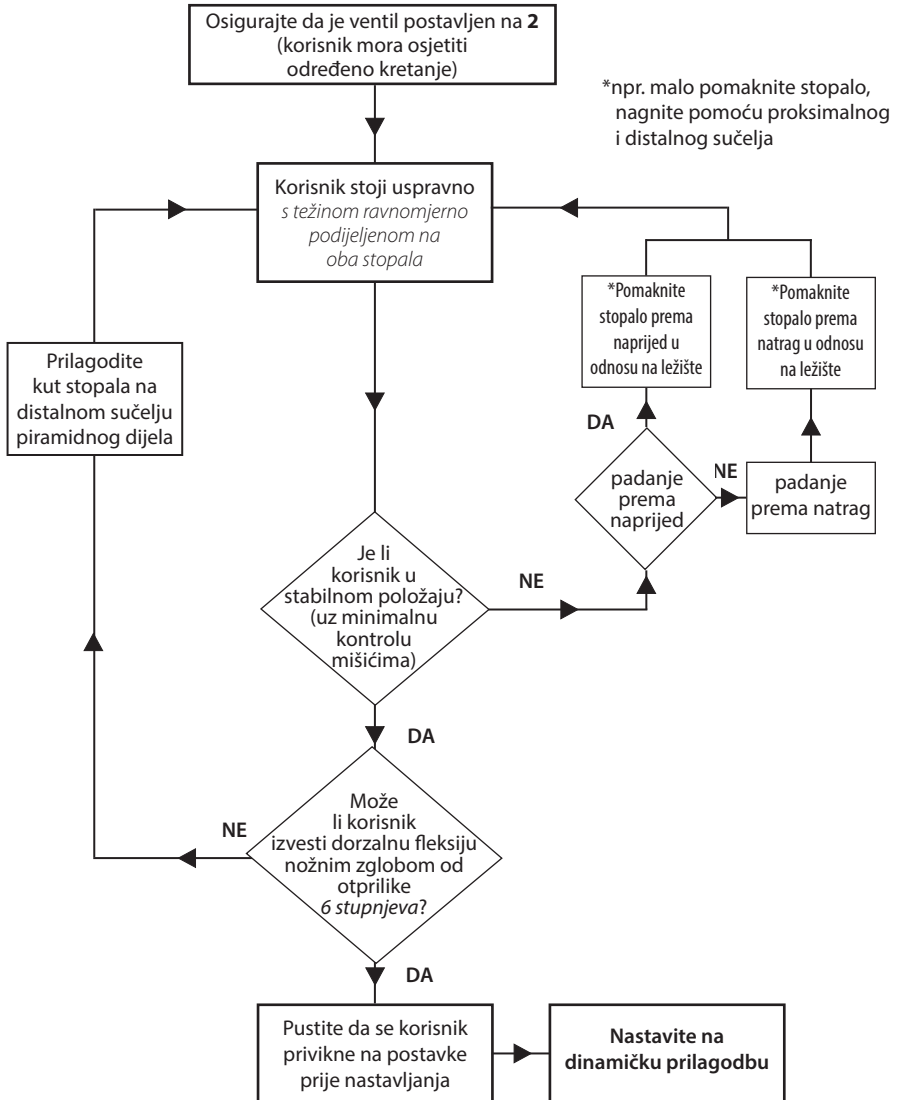 Osigurajte da je ventil postavljen na 2
(korisnik mora osjetiti
određeno kretanje)
*npr. malo pomaknite stopalo,
nagnite pomoću proksimalnog
i distalnog sučelja
Korisnik stoji uspravno
s težinom ravnomjerno
podijeljenom na
oba stopala
*Pomaknite
stopalo prema
naprijed u
odnosu na ležište
*Pomaknite
stopalo prema
natrag u odnosu
na ležište
Prilagodite
kut stopala na
distalnom sučelju
piramidnog dijela
DA
padanje
prema
naprijed
NE
padanje
prema natrag
Je li
korisnik u
stabilnom položaju?
(uz minimalnu
kontrolu
mišićima)
NE
DA
Može
li korisnik
izvesti dorzalnu fleksiju
nožnim zglobom od
otprilike
6 stupnjeva?
NE
DA
Pustite da se korisnik
privikne na postavke
prije nastavljanja
Nastavite na
dinamičku prilagodbu